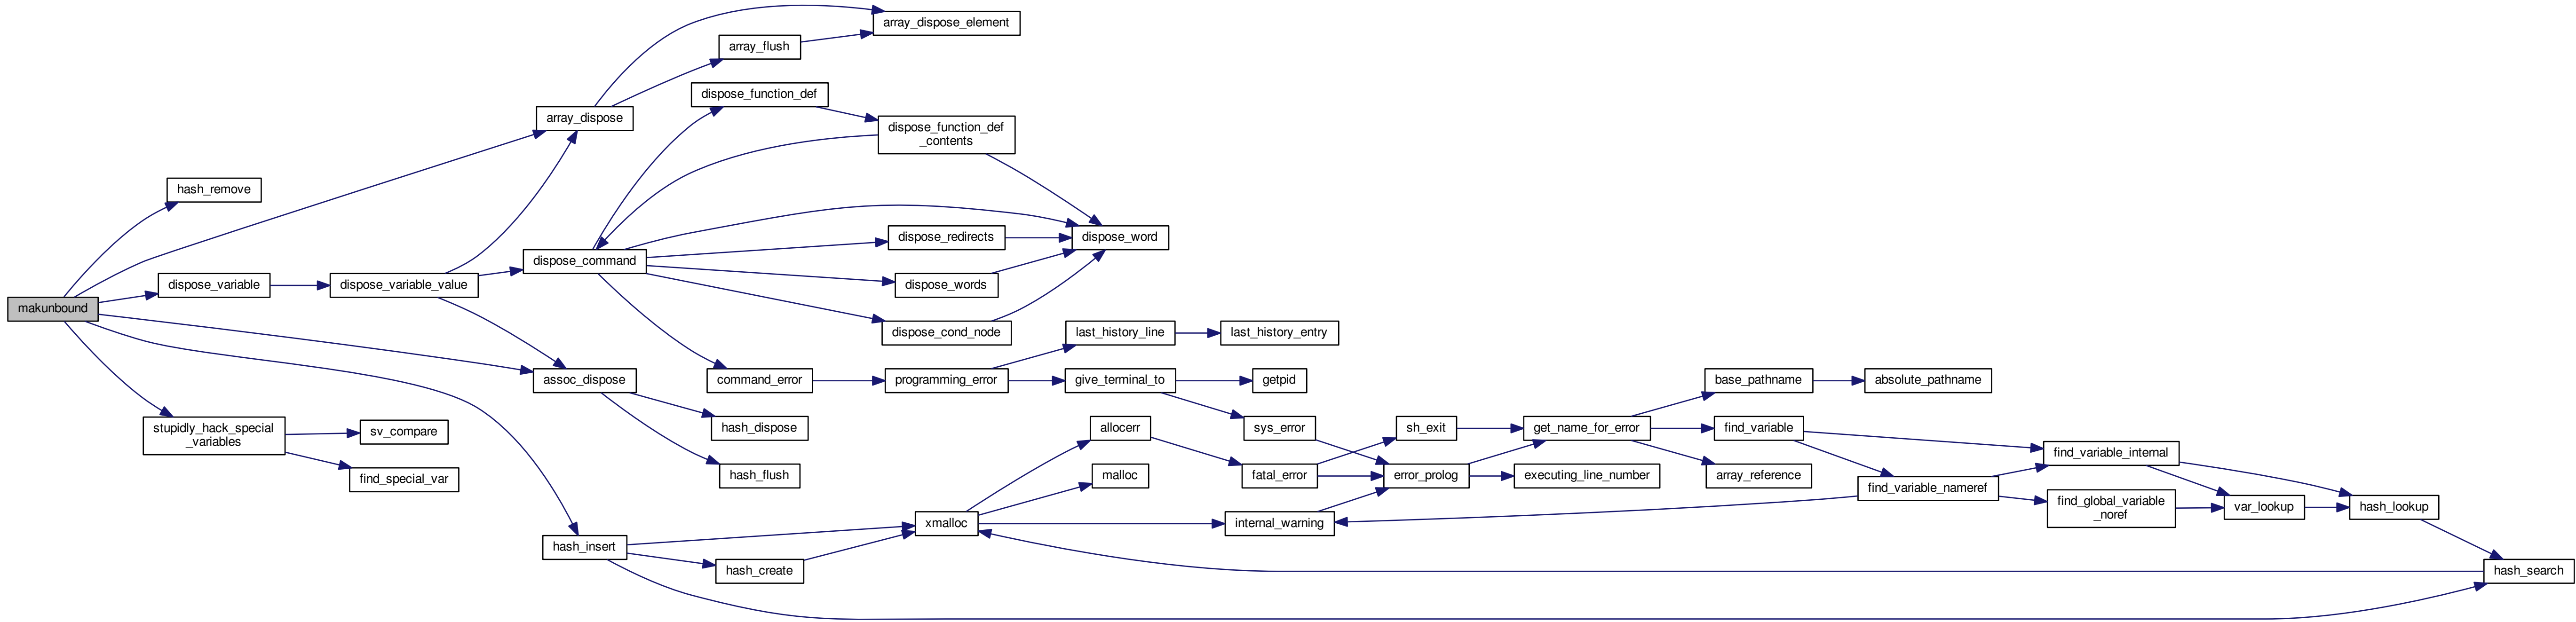 array_dispose_element
array_flush
dispose_function_def
array_dispose
dispose_function_def
_contents
hash_remove
dispose_word
dispose_redirects
dispose_command
dispose_variable
dispose_variable_value
dispose_words
makunbound
dispose_cond_node
last_history_line
last_history_entry
assoc_dispose
command_error
programming_error
give_terminal_to
getpid
base_pathname
absolute_pathname
stupidly_hack_special
_variables
sv_compare
hash_dispose
allocerr
sys_error
sh_exit
get_name_for_error
find_variable
find_variable_internal
find_special_var
hash_flush
malloc
fatal_error
error_prolog
executing_line_number
array_reference
find_variable_nameref
find_global_variable
_noref
var_lookup
hash_lookup
xmalloc
internal_warning
hash_insert
hash_create
hash_search